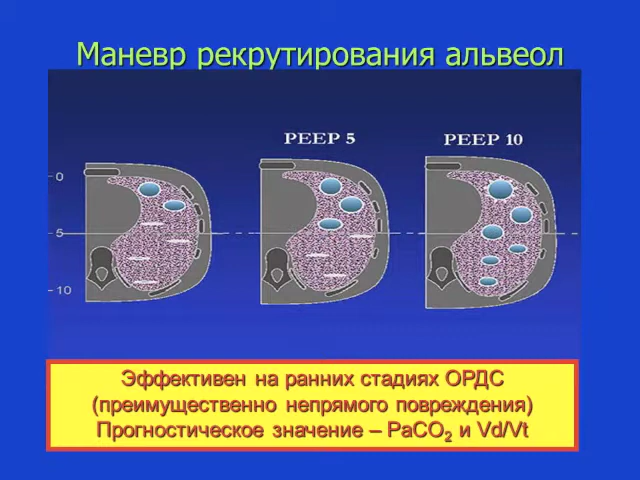 Маневр рекрутирования альвеол
PEEP 5
PEEP 10
0
5
10
Эффективен на ранних стадиях ОРДС
(преимущественно непрямого повреждения)
Прогностическое значение – PaCO₂ и Vd/Vt